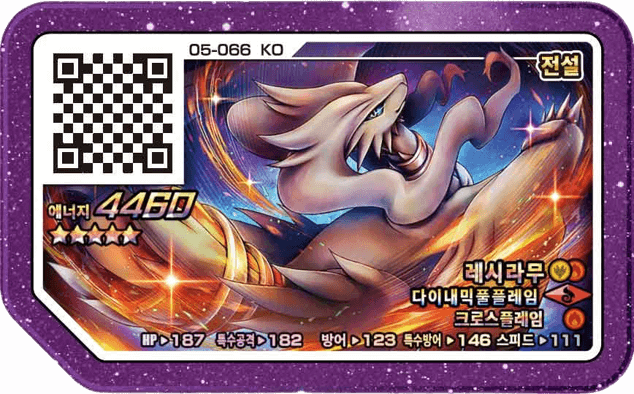 05-066 KO
전설
에너지 4460
레시라무
다이내믹풀플레임
크로스플레임
HP▶187 특수공격▶182 방어▶123 특수방어▶146 스피드▶111